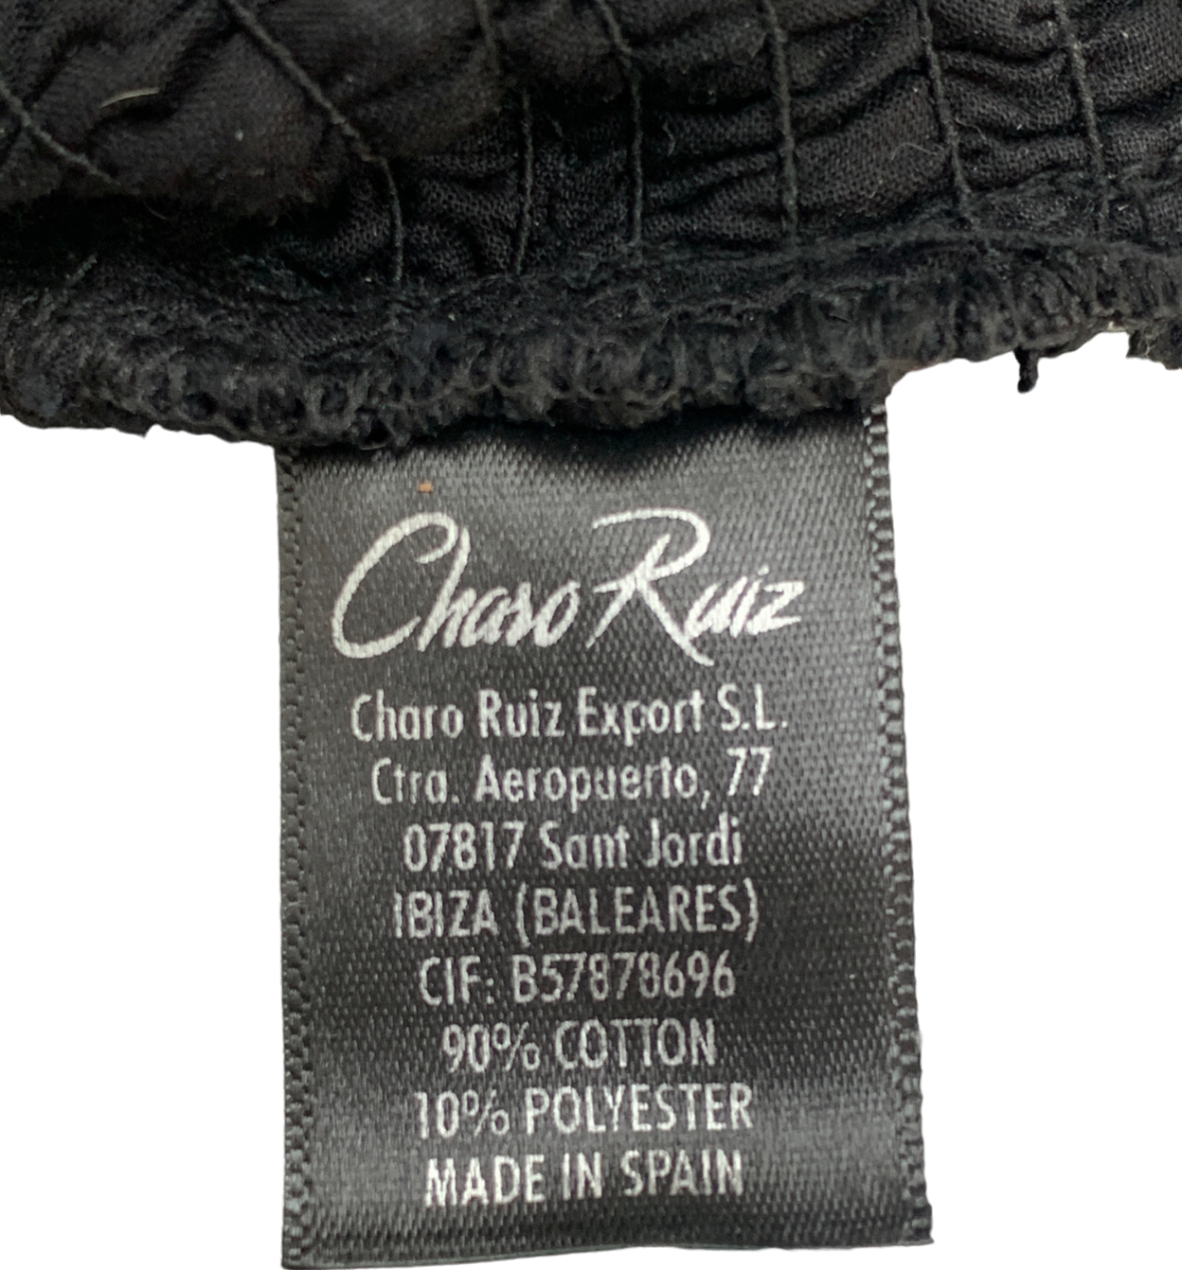 Charo Ruiz
Charo Ruiz Export S.L.
Ctra. Aeropuerto, 77
07817 Sant Jordi
IBIZA (BALEARES)
CIF: B57878696
90% COTTON
10% POLYESTER
MADE IN SPAIN